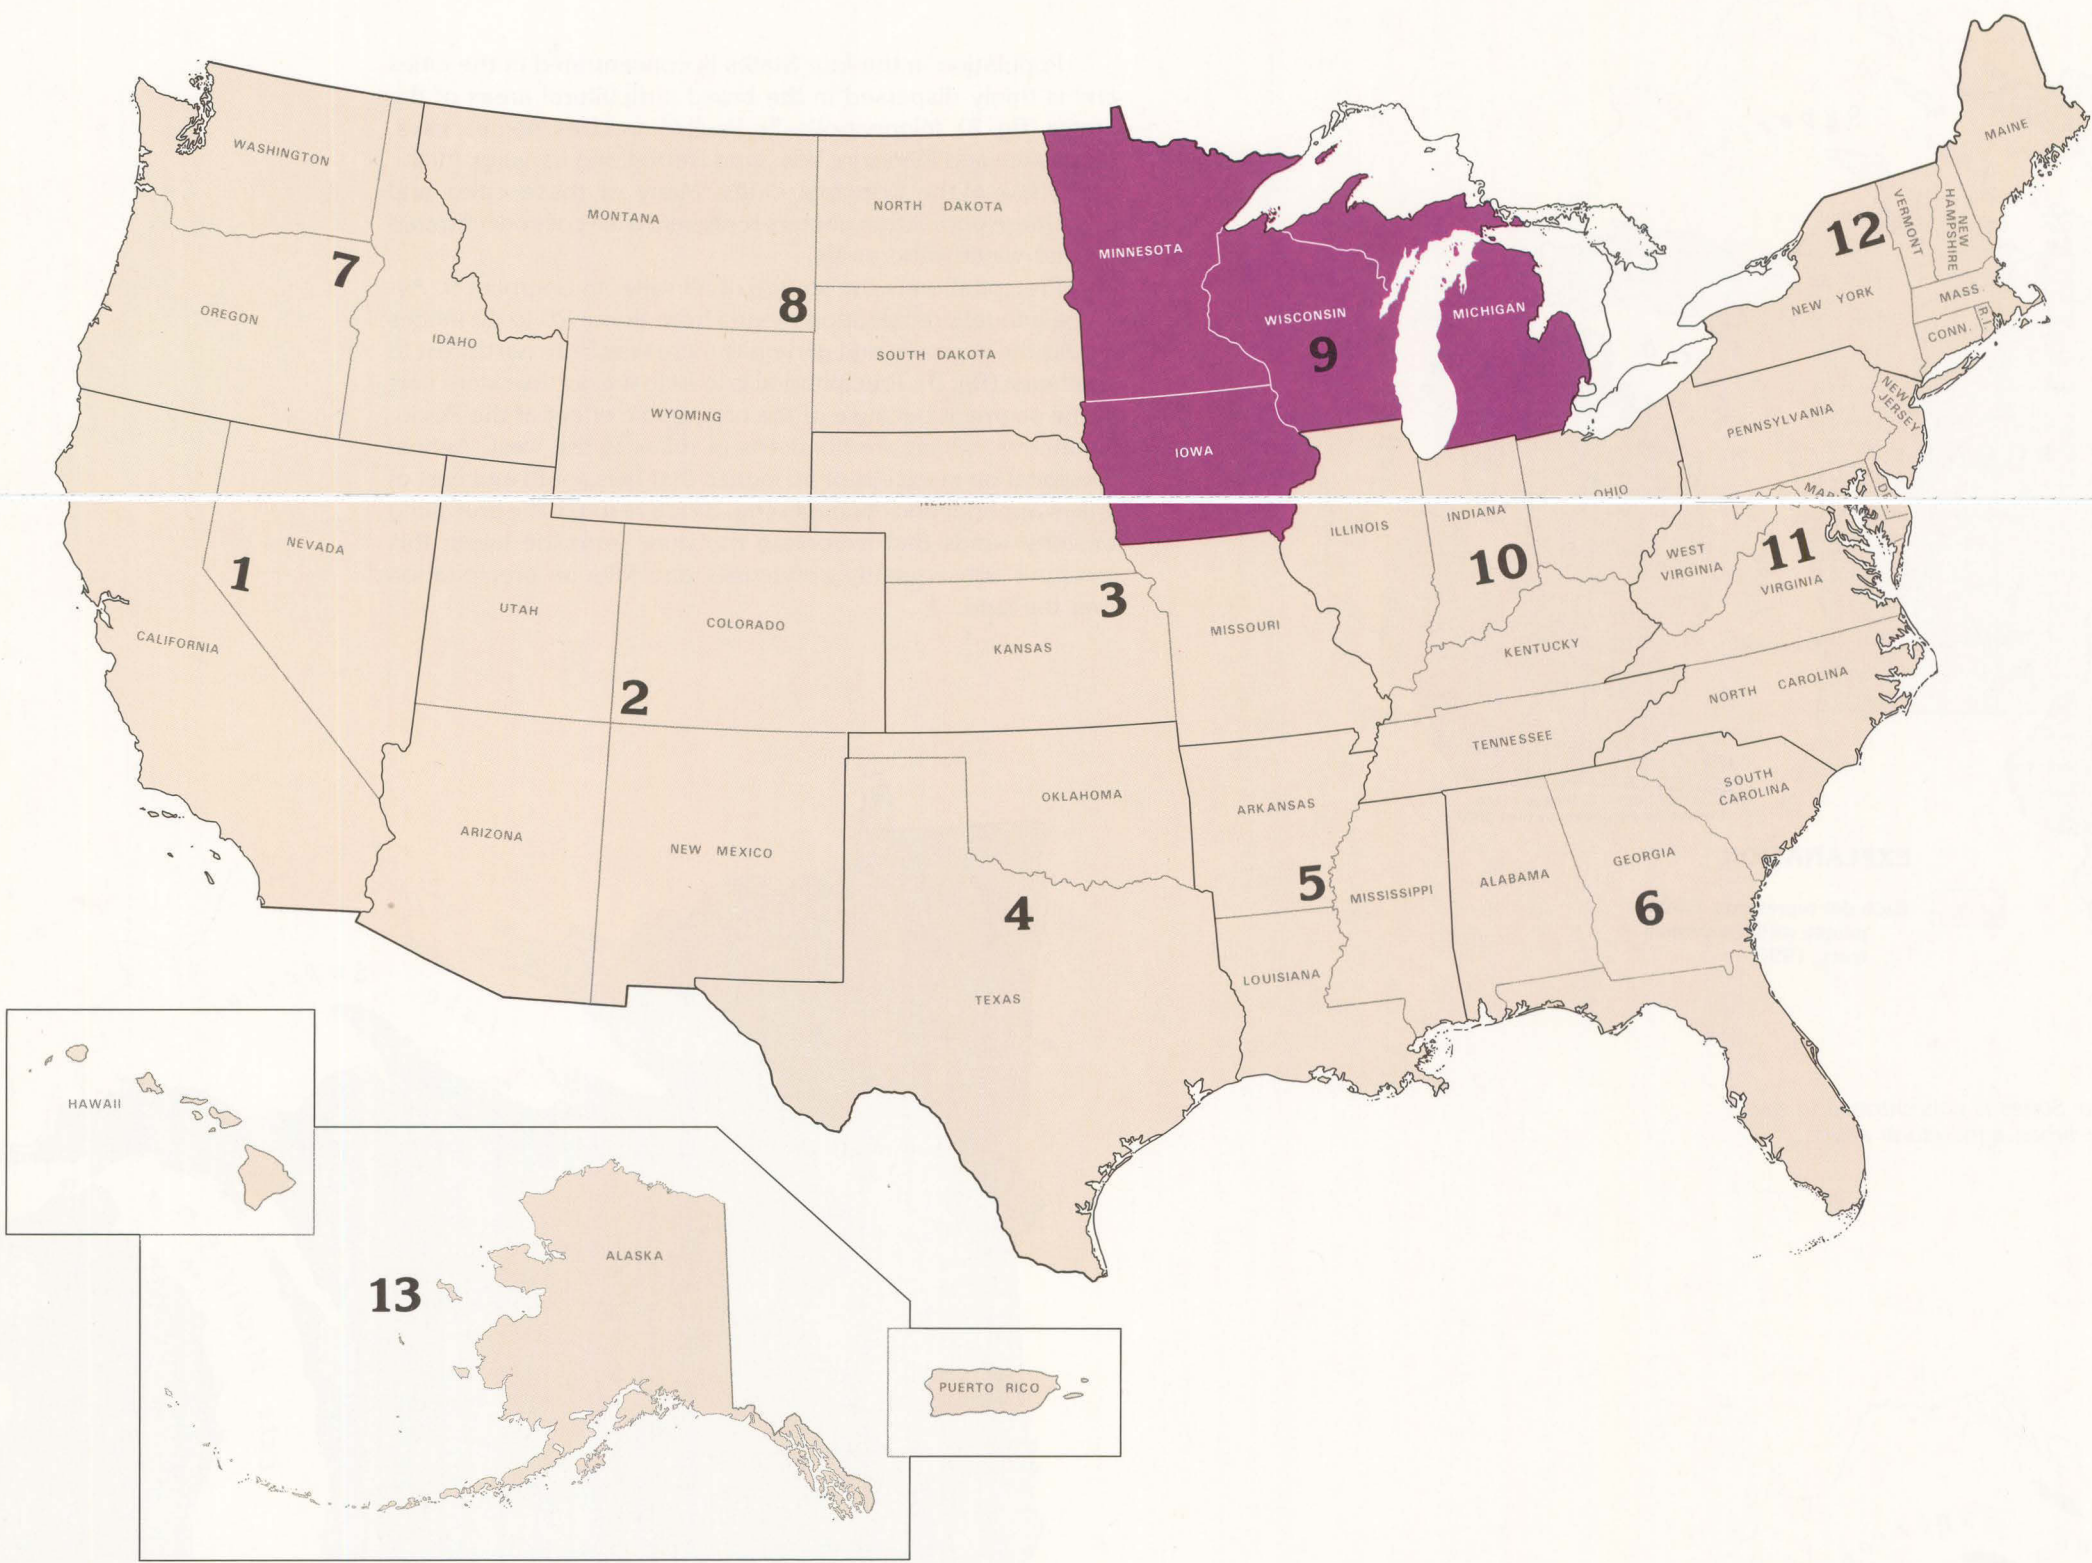 WASHINGTON
MONTANA
NORTH DAKOTA
MINNESOTA
MAINE
VERMONT
NEW
HAMPSHIRE
12
7
OREGON
IDAHO
8
SOUTH DAKOTA
WYOMING
WISCONSIN
9
MICHIGAN
NEW YORK
MASS.
CONN.
R.I.
IOWA
PENNSYLVANIA
NEW
JERSEY
OHIO
1
NEVADA
ILLINOIS
INDIANA
10
WEST
VIRGINIA
11
VIRGINIA
CALIFORNIA
UTAH
COLORADO
2
3
KANSAS
MISSOURI
KENTUCKY
NORTH CAROLINA
TENNESSEE
SOUTH
CAROLINA
ARIZONA
NEW MEXICO
OKLAHOMA
ARKANSAS
5
MISSISSIPPI
ALABAMA
GEORGIA
6
4
TEXAS
LOUISIANA
HAWAII
13
ALASKA
PUERTO RICO